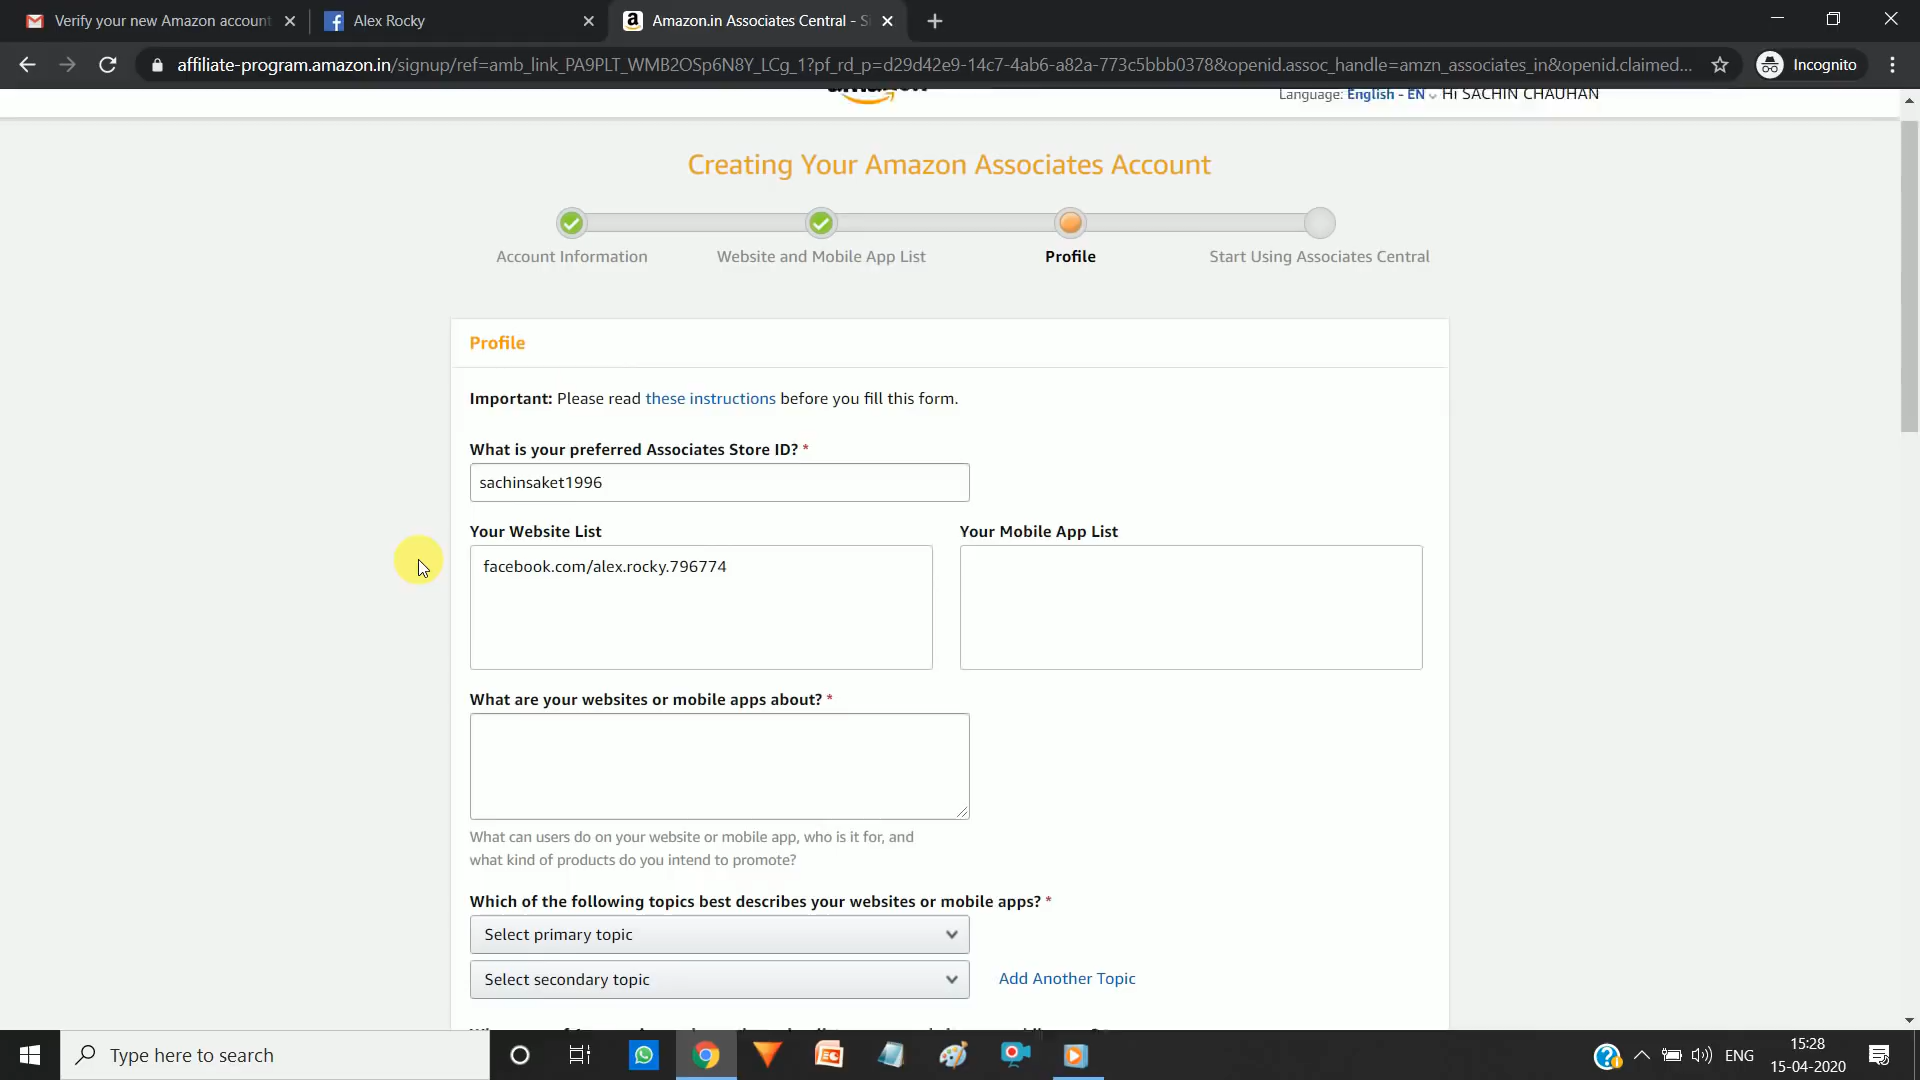 Verify your new Amazon account
Alex Rocky
Amazon.in Associates Central - S
affiliate-program.amazon.in/signup/ref=amb_link_PA9PLT_WMB2OSp6N8Y_LCg_1?pf_rd_p=d29d42e9-14c7-4ab6-a82a-773c5bbb0378&openid.assoc_handle=amzn_associates_in&openid.claimed...
Incognito
Language: English - EN Hi SACHIN CHAUHAN
Creating Your Amazon Associates Account
Account Information
Website and Mobile App List
Profile
Start Using Associates Central
Profile
Important: Please read these instructions before you fill this form.
What is your preferred Associates Store ID? *
sachinsaket1996
Your Website List
Your Mobile App List
facebook.com/alex.rocky.796774
What are your websites or mobile apps about? *
What can users do on your website or mobile app, who is it for, and
what kind of products do you intend to promote?
Which of the following topics best describes your websites or mobile apps? *
Select primary topic
Select secondary topic
Add Another Topic
Type here to search
ENG
15:28
15-04-2020